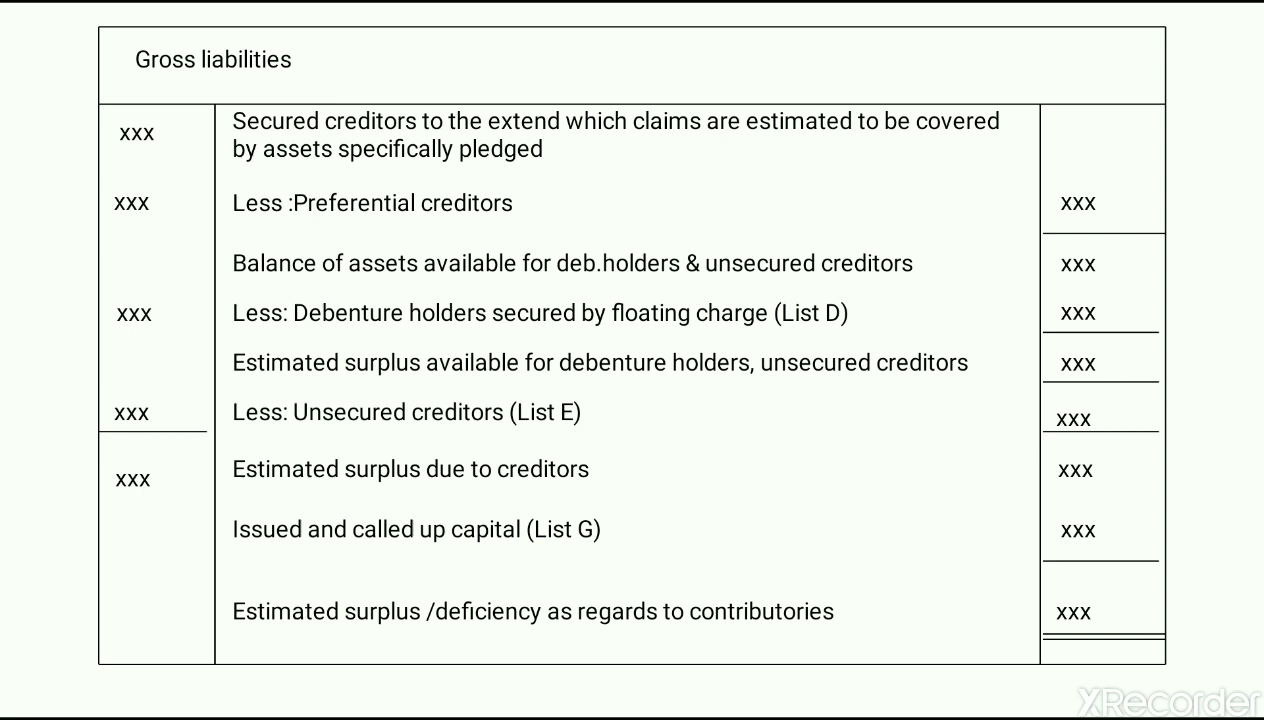 Gross liabilities
xxx Secured creditors to the extend which claims are estimated to be covered
by assets specifically pledged
xxx Less :Preferential creditors xxx
Balance of assets available for deb.holders & unsecured creditors xxx
xxx Less: Debenture holders secured by floating charge (List D) xxx
Estimated surplus available for debenture holders, unsecured creditors xxx
xxx Less: Unsecured creditors (List E) xxx
xxx Estimated surplus due to creditors xxx
Issued and called up capital (List G) xxx
Estimated surplus /deficiency as regards to contributories xxx
XRecorder